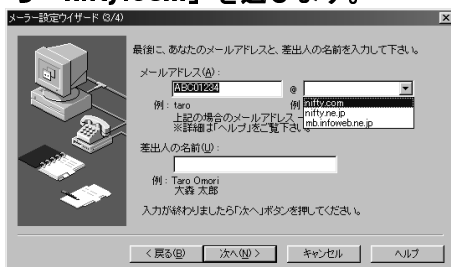 メーラー設定ウィザード (3/4)
最後に、あなたのメールアドレスと、差出人の名前を入力して下さい。
メールアドレス(A):
ABC01234 @
例: taro 例
nifty.com
nifty.ne.jp
mb.infoweb.ne.jp
上記の場合のメールアドレス
※詳細は「ヘルプ」をご覧下さい
差出人の名前(U):
例: Taro Omori
大森 太郎
入力が終わりましたら「次へ」ボタンを押してください。
< 戻る(B) 次へ(N) > キャンセル ヘルプ